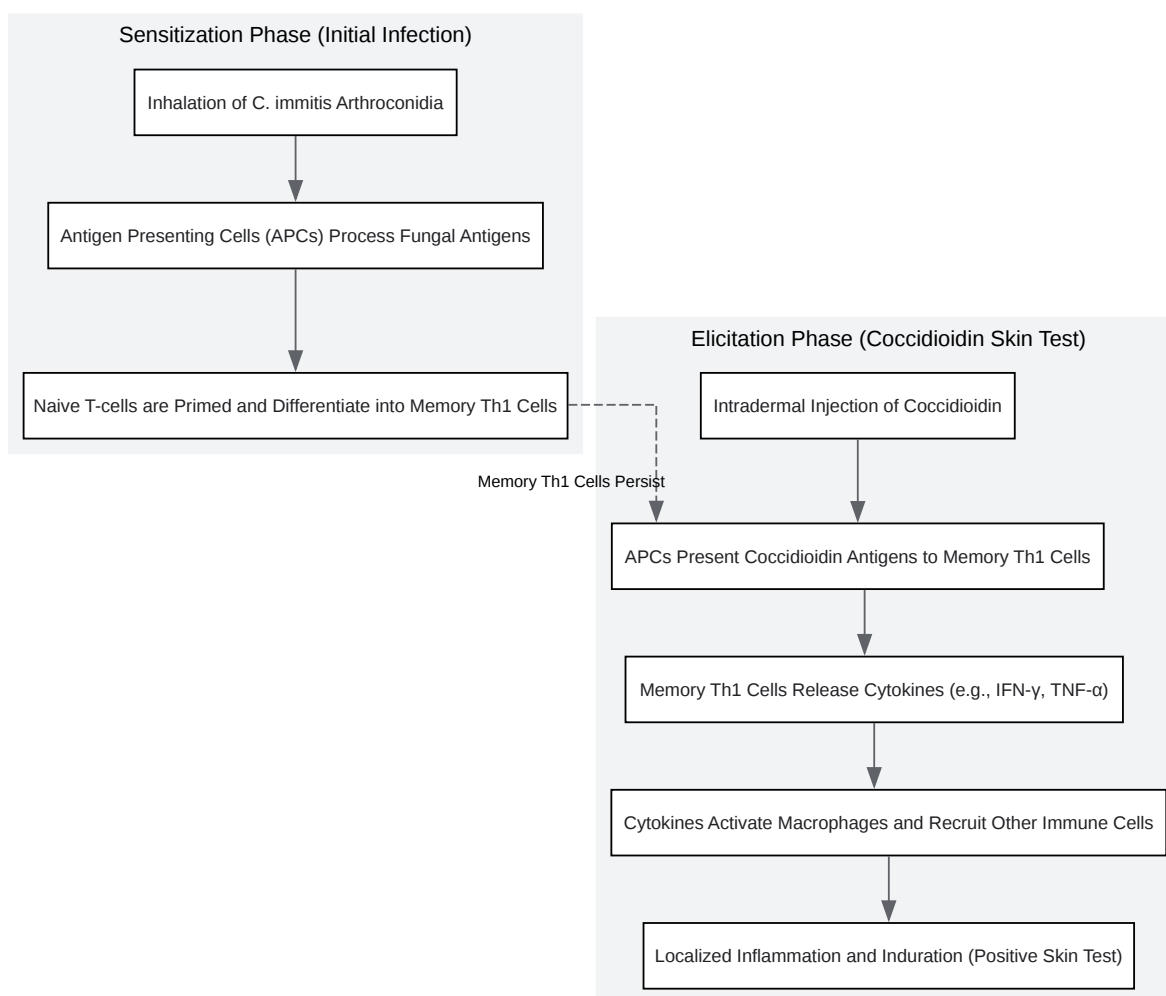 Sensitization Phase (Initial Infection)
Inhalation of C. immitis Arthroconidia
Antigen Presenting Cells (APCs) Process Fungal Antigens
Naive T-cells are Primed and Differentiate into Memory Th1 Cells
Memory Th1 Cells Persist
Elicitation Phase (Coccidioidin Skin Test)
Intradermal Injection of Coccidioidin
APCs Present Coccidioidin Antigens to Memory Th1 Cells
Memory Th1 Cells Release Cytokines (e.g., IFN-γ, TNF-α)
Cytokines Activate Macrophages and Recruit Other Immune Cells
Localized Inflammation and Induration (Positive Skin Test)